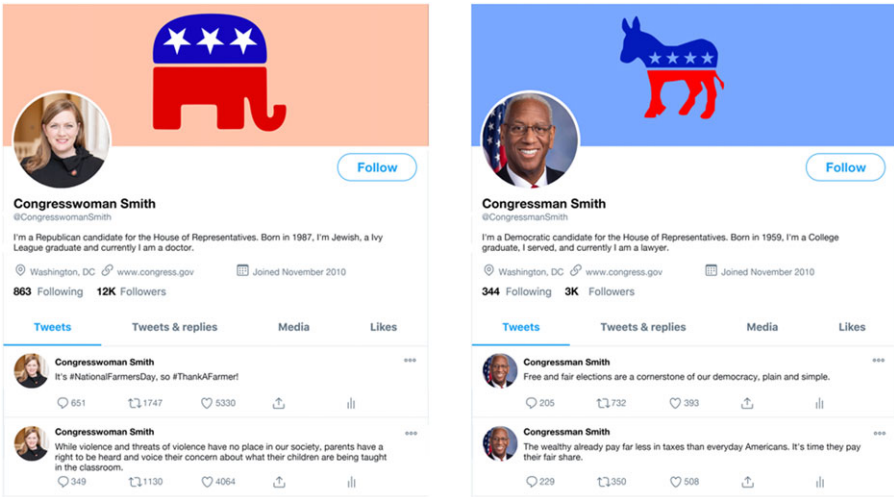 Follow
Congresswoman Smith
@CongresswomanSmith
I'm a Republican candidate for the House of Representatives. Born in 1987, I'm Jewish, a Ivy
League graduate and currently I am a doctor.
Washington, DC www.congress.gov Joined November 2010
863 Following 12K Followers
Tweets Tweets & replies Media Likes
Congresswoman Smith
It's #NationalFarmersDay, so #ThankAFarmer!
651 1747 5330
Congresswoman Smith
While violence and threats of violence have no place in our society, parents have a
right to be heard and voice their concern about what their children are being taught
in the classroom.
349 1130 4064
Follow
Congressman Smith
@CongressmanSmith
I'm a Democratic candidate for the House of Representatives. Born in 1959, I'm a College
graduate, I served, and currently I am a lawyer.
Washington, DC www.congress.gov Joined November 2010
344 Following 3K Followers
Tweets Tweets & replies Media Likes
Congressman Smith
Free and fair elections are a cornerstone of our democracy, plain and simple.
205 732 393
Congressman Smith
The wealthy already pay far less in taxes than everyday Americans. It's time they pay
their fair share.
229 350 508